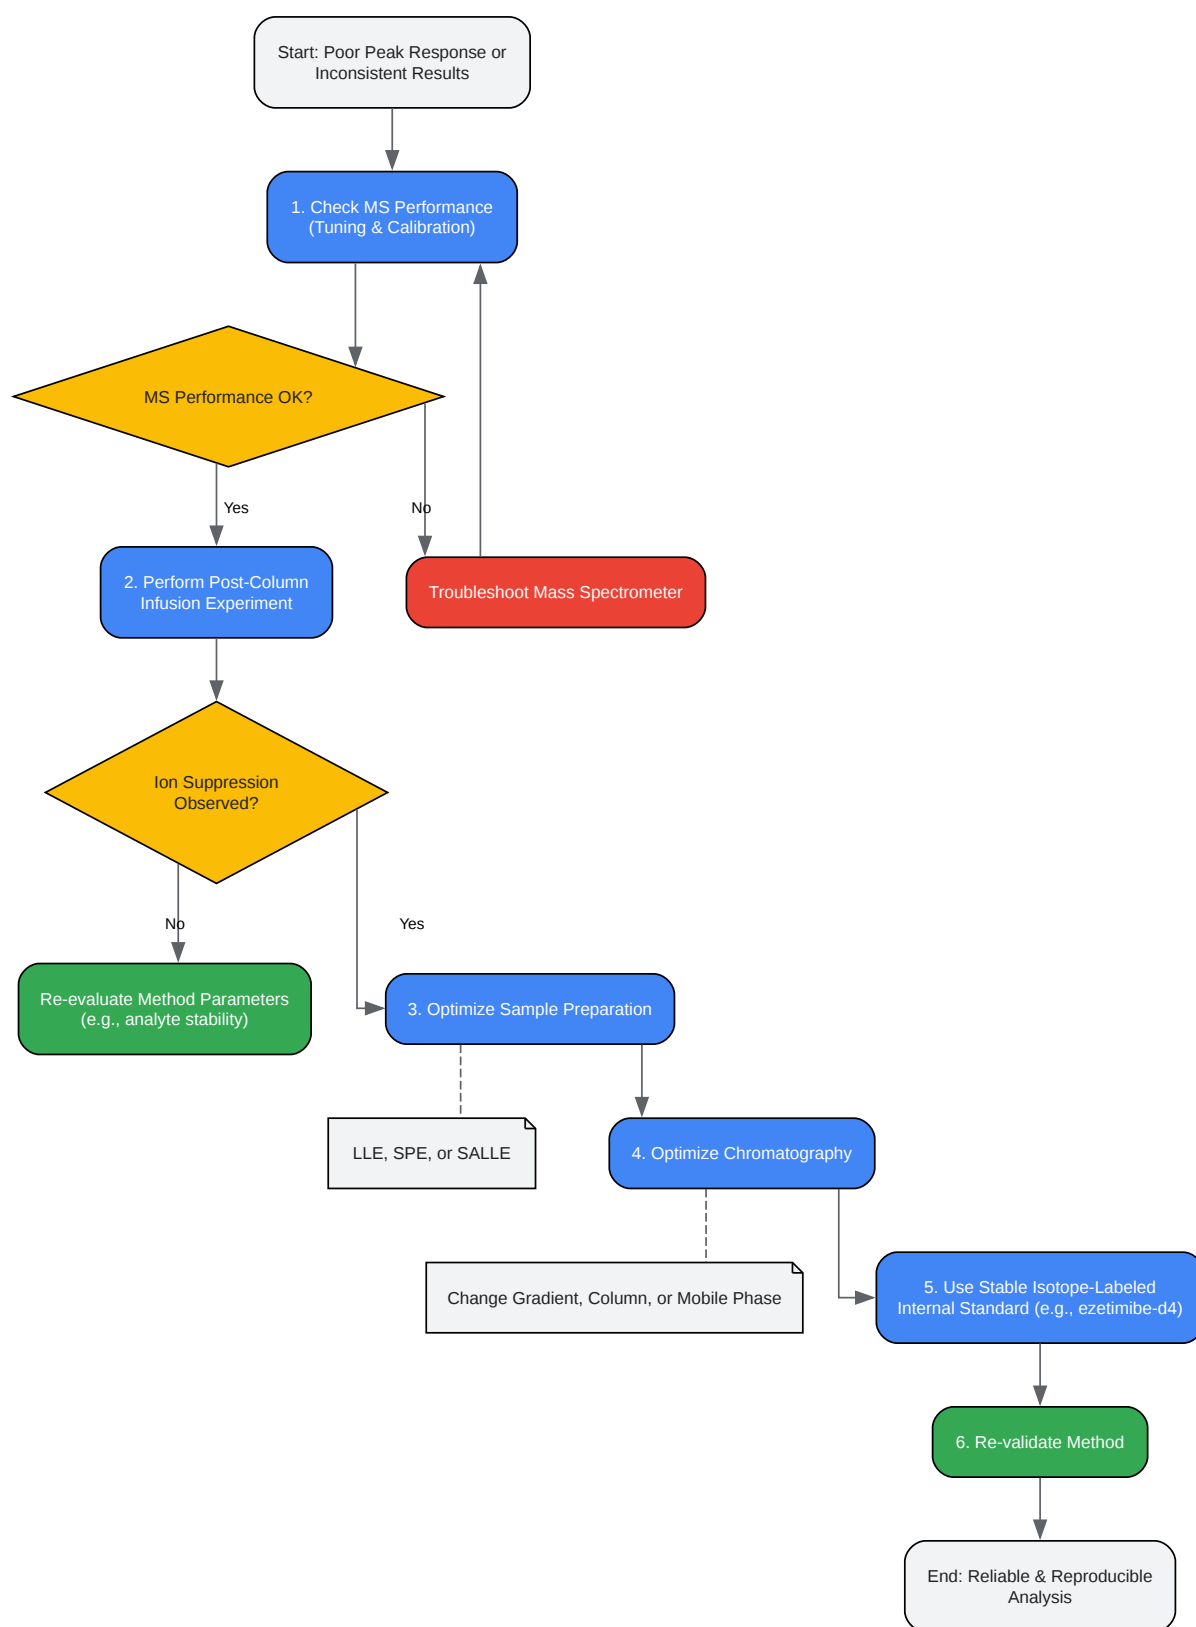 Start: Poor Peak Response or
Inconsistent Results
1. Check MS Performance
(Tuning & Calibration)
MS Performance OK?
Yes
No
2. Perform Post-Column
Infusion Experiment
Troubleshoot Mass Spectrometer
Ion Suppression
Observed?
No
Yes
Re-evaluate Method Parameters
(e.g., analyte stability)
3. Optimize Sample Preparation
LLE, SPE, or SALLE
4. Optimize Chromatography
Change Gradient, Column, or Mobile Phase
5. Use Stable Isotope-Labeled
Internal Standard (e.g., ezetimibe-d4)
6. Re-validate Method
End: Reliable & Reproducible
Analysis